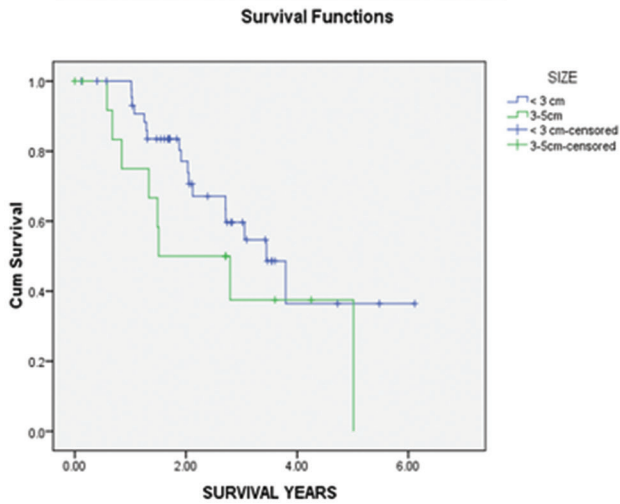 Survival Functions
SIZE
< 3 cm
3-5cm
< 3 cm-censored
3-5cm-censored
Cum Survival
1.0
0.8
0.6
0.4
0.2
0.0
0.00 2.00 4.00 6.00
SURVIVAL YEARS